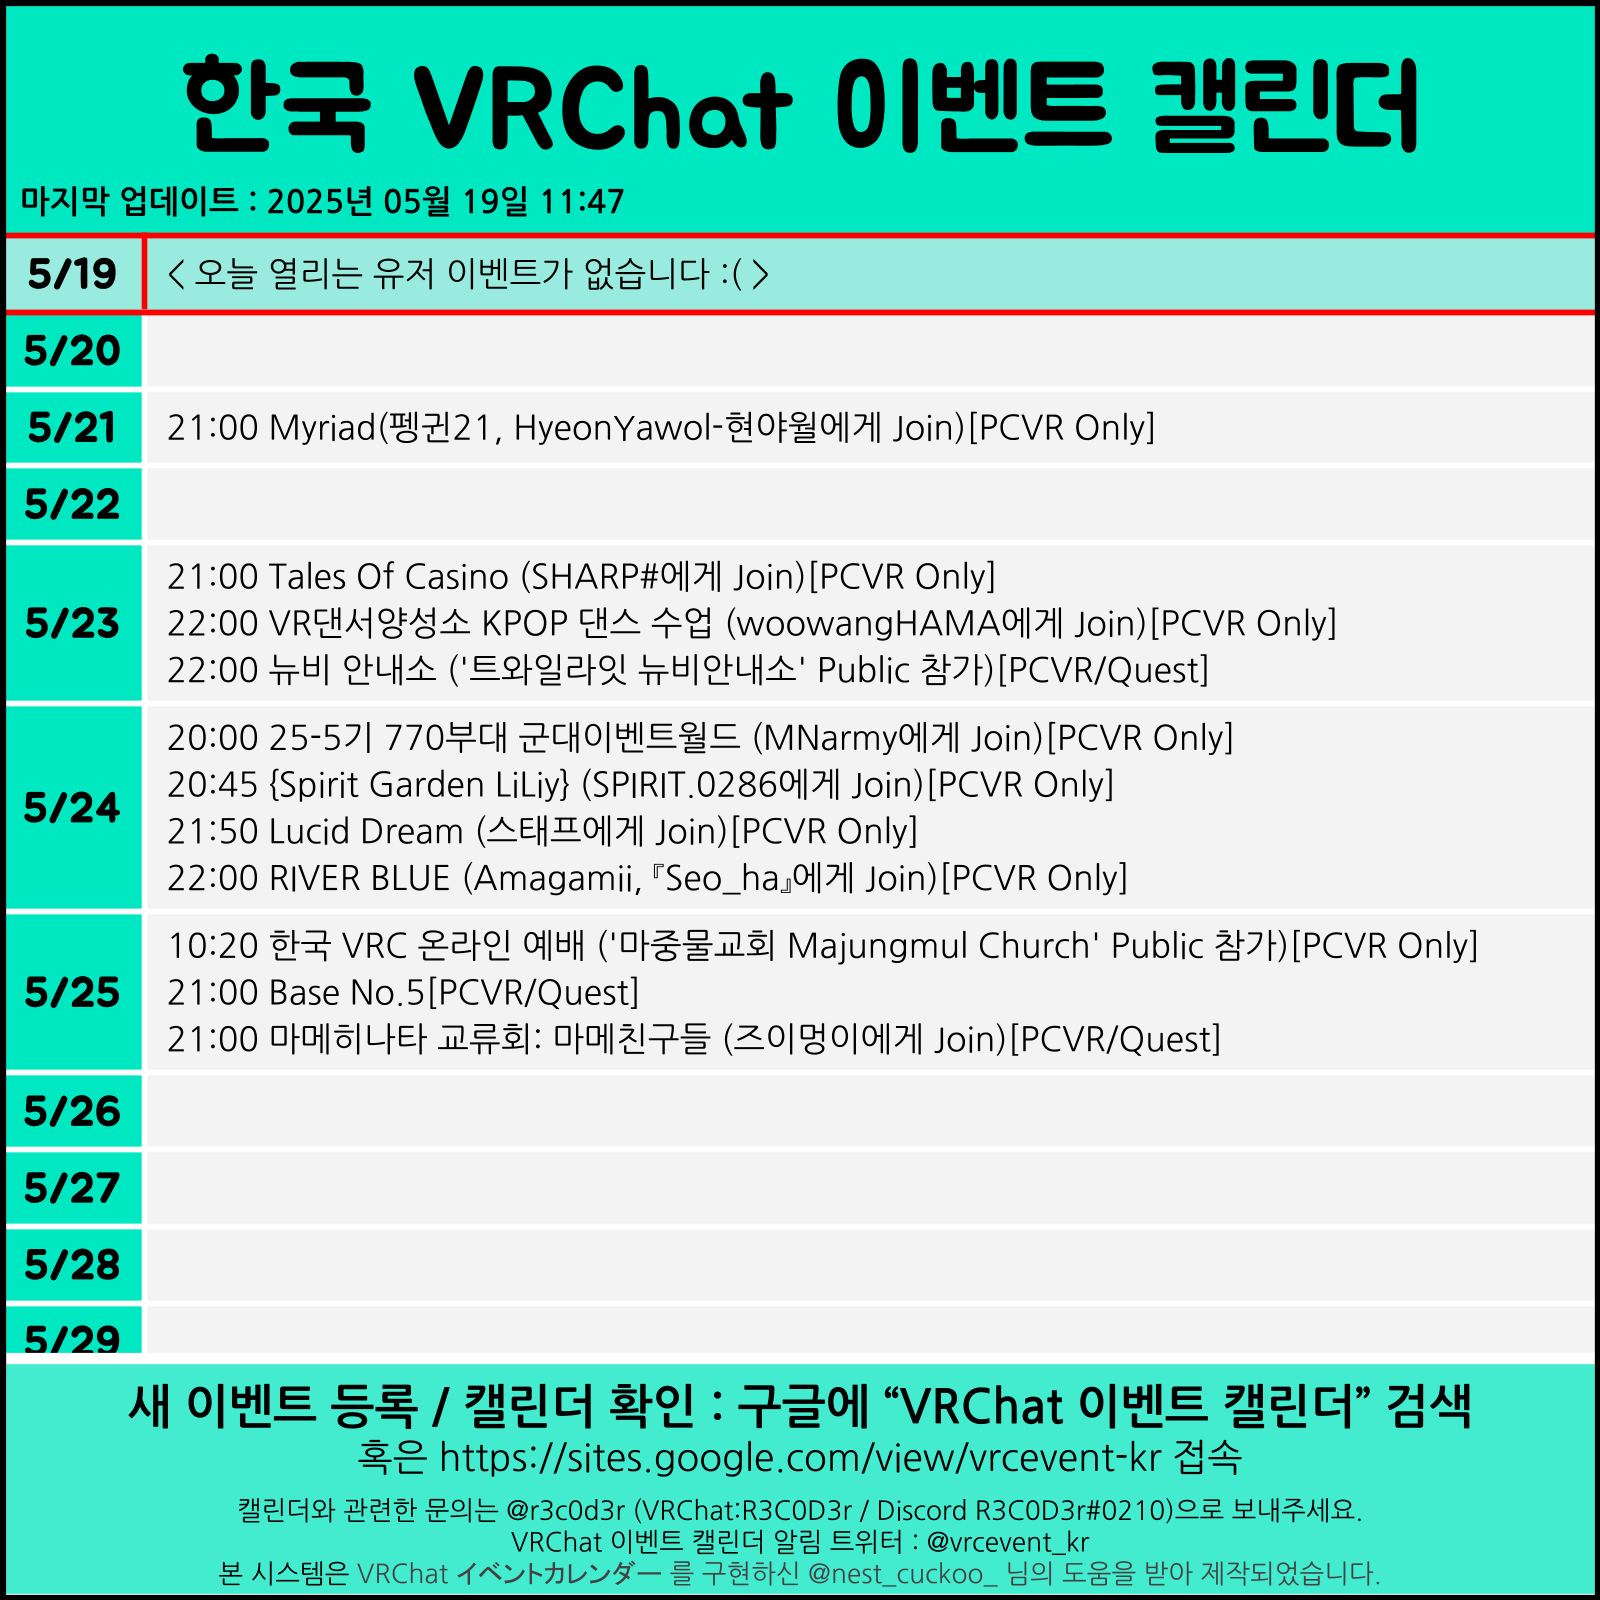 한국 VRChat 이벤트 캘린더
마지막 업데이트 : 2025년 05월 19일 11:47
5/19 < 오늘 열리는 유저 이벤트가 없습니다 :( >
5/20
5/21 21:00 Myriad(펭귄21, HyeonYawol-현야월에게 Join)[PCVR Only]
5/22
5/23
21:00 Tales Of Casino (SHARP#에게 Join)[PCVR Only]
22:00 VR댄서양성소 KPOP 댄스 수업 (woowangHAMA에게 Join)[PCVR Only]
22:00 뉴비 안내소 ('트와일라잇 뉴비안내소' Public 참가)[PCVR/Quest]
5/24
20:00 25-5기 770부대 군대이벤트월드 (MNarmy에게 Join)[PCVR Only]
20:45 {Spirit Garden LiLiy} (SPIRIT.0286에게 Join)[PCVR Only]
21:50 Lucid Dream (스태프에게 Join)[PCVR Only]
22:00 RIVER BLUE (Amagamii, 『Seo_ha』에게 Join)[PCVR Only]
5/25
10:20 한국 VRC 온라인 예배 ('마중물교회 Majungmul Church' Public 참가)[PCVR Only]
21:00 Base No.5[PCVR/Quest]
21:00 마메히나타 교류회: 마메친구들 (즈이멍이에게 Join)[PCVR/Quest]
5/26
5/27
5/28
5/29
새 이벤트 등록 / 캘린더 확인 : 구글에 “VRChat 이벤트 캘린더” 검색
혹은 https://sites.google.com/view/vrcevent-kr 접속
캘린더와 관련한 문의는 @r3c0d3r (VRChat:R3C0D3r / Discord R3C0D3r#0210)으로 보내주세요.
VRChat 이벤트 캘린더 알림 트위터 : @vrcevent_kr
본 시스템은 VRChat イベントカレンダー 를 구현하신 @nest_cuckoo_ 님의 도움을 받아 제작되었습니다.